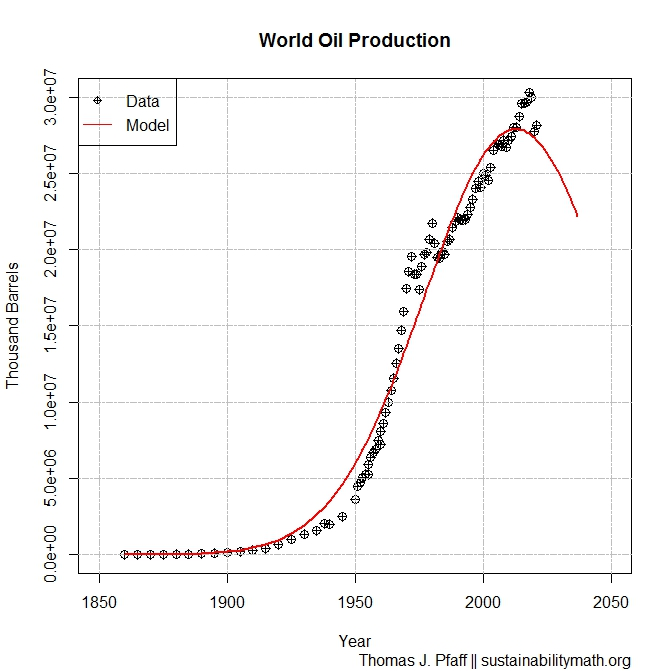 World Oil Production
Data
Model
Thousand Barrels
3.0e+07
2.5e+07
2.0e+07
1.5e+07
1.0e+07
5.0e+06
0.0e+00
1850 1900 1950 2000 2050
Year
Thomas J. Pfaff || sustainabilitymath.org